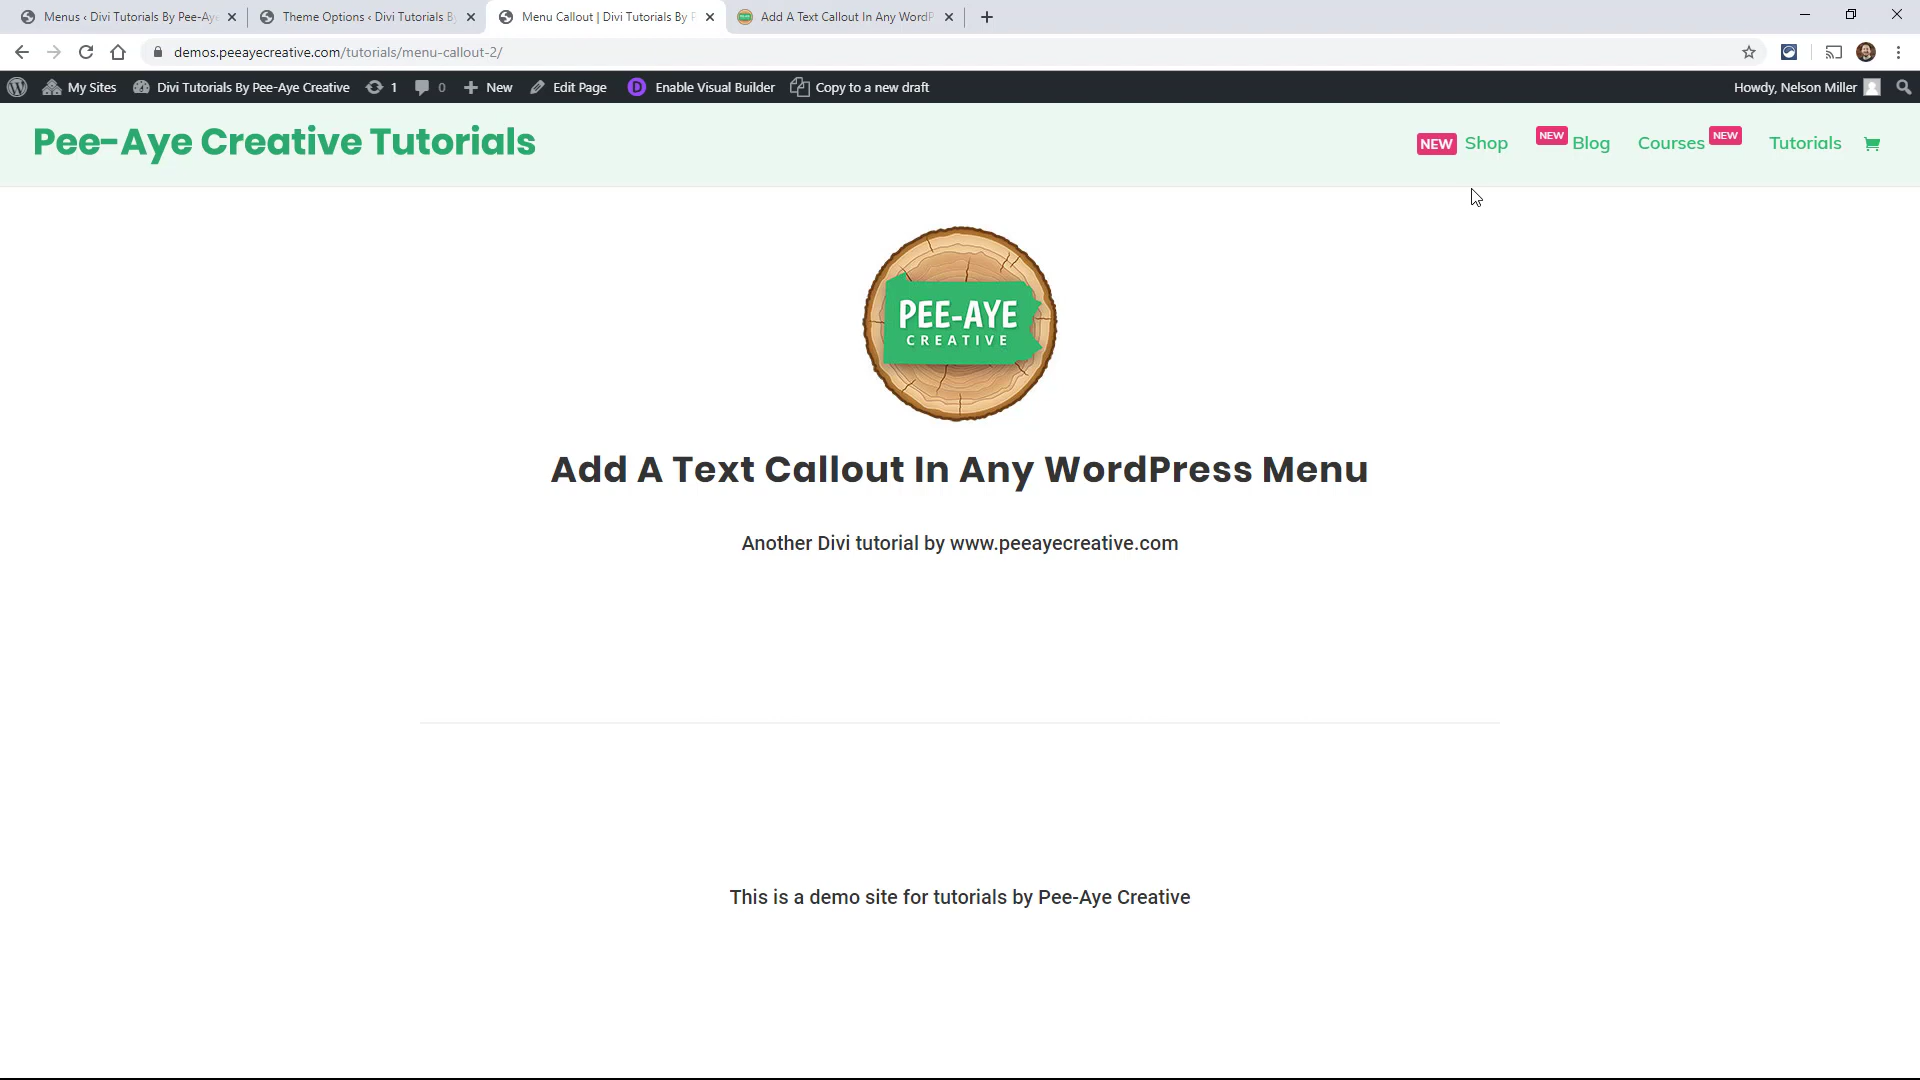 Menus ‹ Divi Tutorials By Pee-Aye
Theme Options ‹ Divi Tutorials B
Menu Callout | Divi Tutorials By P
Add A Text Callout In Any WordP
demos.peeayecreative.com/tutorials/menu-callout-2/
My Sites
Divi Tutorials By Pee-Aye Creative
1
0
New
Edit Page
D
Enable Visual Builder
Copy to a new draft
Howdy, Nelson Miller
Pee-Aye Creative Tutorials
NEW Shop
NEW Blog
Courses NEW
Tutorials
PEE-AYE
CREATIVE
Add A Text Callout In Any WordPress Menu
Another Divi tutorial by www.peeayecreative.com
This is a demo site for tutorials by Pee-Aye Creative